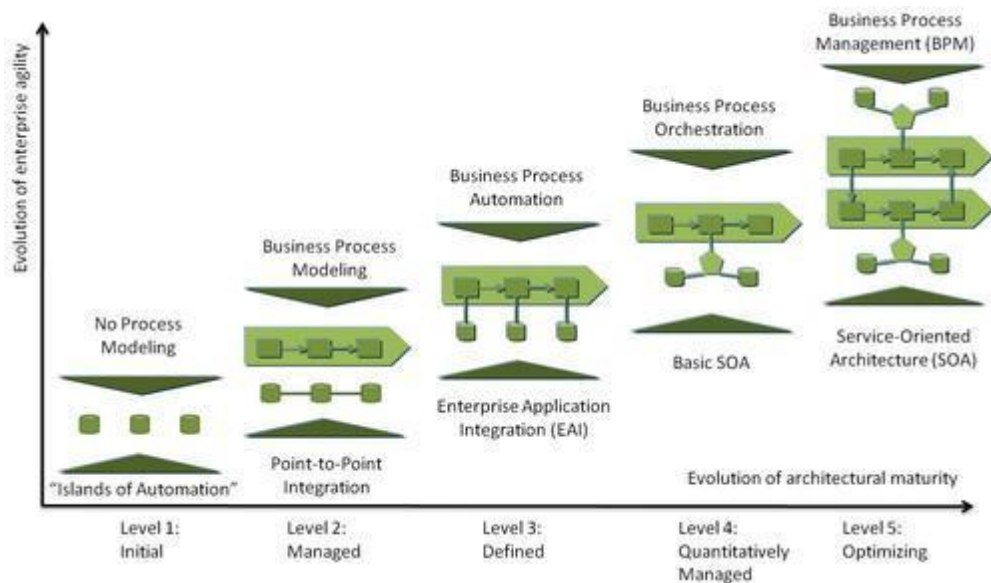 Business Process
Management (BPM)
Business Process
Orchestration
Business Process
Automation
Business Process
Modeling
No Process
Modeling
Evolution of enterprise agility
"Islands of Automation"
Point-to-Point
Integration
Enterprise Application
Integration (EAI)
Basic SOA
Service-Oriented
Architecture (SOA)
Evolution of architectural maturity
Level 1:
Initial
Level 2:
Managed
Level 3:
Defined
Level 4:
Quantitatively
Managed
Level 5:
Optimizing